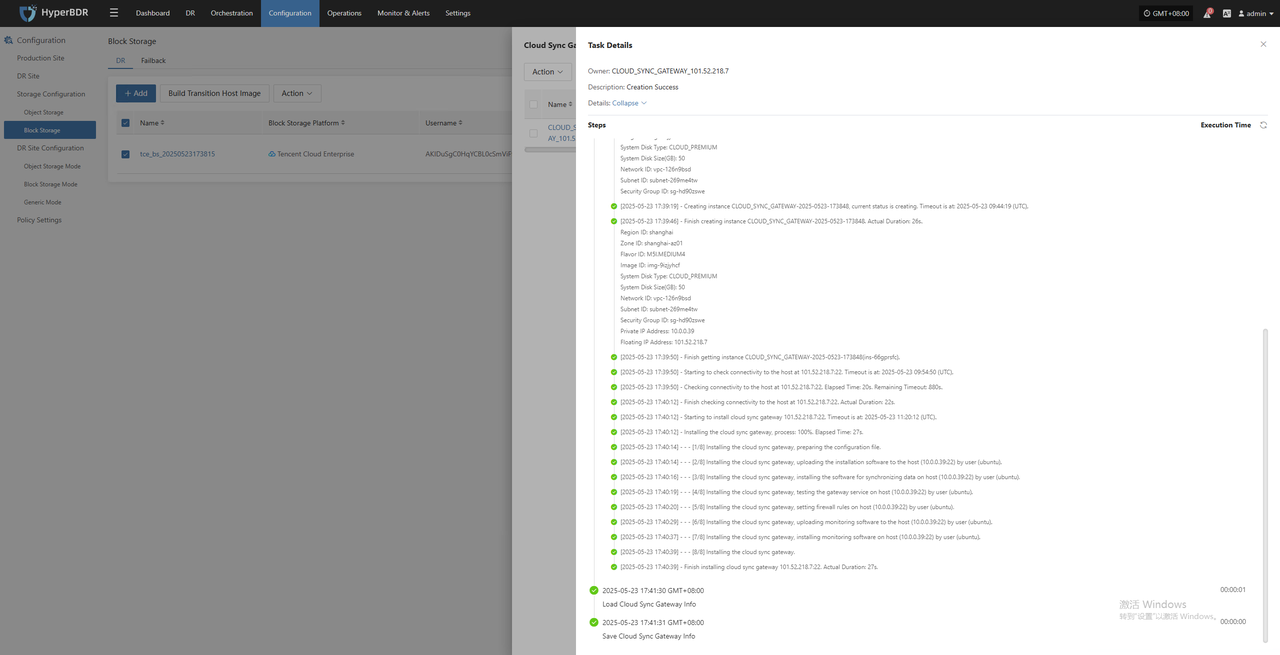 HyperBDR
Dashboard
DR
Orchestration
Configuration
Operations
Monitor & Alerts
Settings
GMT+08:00
admin
Configuration
Production Site
DR Site
Storage Configuration
Object Storage
Block Storage
DR Site Configuration
Object Storage Mode
Block Storage Mode
Generic Mode
Policy Settings
Block Storage
DR
Failback
+ Add
Build Transition Host Image
Action
Name
Block Storage Platform
Username
tce_bs_20250523173815
Tencent Cloud Enterprise
Cloud Sync Ga
Action
Name
CLOUD_S
AY_101.5
Task Details
Owner: CLOUD_SYNC_GATEWAY_101.52.218.7
Description: Creation Success
Details: Collapse
Steps
Execution Time
System Disk Type: CLOUD_PREMIUM
System Disk Size(GB): 50
Network ID: vpc-126n9bsd
Subnet ID: subnet-269me4tw
Security Group ID: sg-hd90zswe
[2025-05-23 17:39:19] - Creating instance CLOUD_SYNC_GATEWAY-2025-0523-173848, current status is creating. Timeout is at: 2025-05-23 09:44:19 (UTC).
[2025-05-23 17:39:46] - Finish creating instance CLOUD_SYNC_GATEWAY-2025-0523-173848. Actual Duration: 26s.
Region ID: shanghai
Zone ID: shanghai-az01
Flavor ID: M5I.MEDIUM4
Image ID: img-9qzjyhcf
System Disk Type: CLOUD_PREMIUM
System Disk Size(GB): 50
Network ID: vpc-126n9bsd
Subnet ID: subnet-269me4tw
Security Group ID: sg-hd90zswe
Private IP Address: 10.0.0.39
Floating IP Address: 101.52.218.7
[2025-05-23 17:39:50] - Finish getting instance CLOUD_SYNC_GATEWAY-2025-0523-173848(ins-66gprsfc).
[2025-05-23 17:39:50] - Starting to check connectivity to the host at 101.52.218.7:22. Timeout is at: 2025-05-23 09:54:50 (UTC).
[2025-05-23 17:39:50] - Checking connectivity to the host at 101.52.218.7:22. Elapsed Time: 20s. Remaining Timeout: 880s.
[2025-05-23 17:40:12] - Finish checking connectivity to the host at 101.52.218.7:22. Actual Duration: 22s.
[2025-05-23 17:40:12] - Starting to install cloud sync gateway 101.52.218.7:22, Timeout is at: 2025-05-23 11:20:12 (UTC).
[2025-05-23 17:40:12] - Installing the cloud sync gateway, process: 100%. Elapsed Time: 27s.
[2025-05-23 17:40:14] - - - [1/8] Installing the cloud sync gateway, preparing the configuration file.
[2025-05-23 17:40:14] - - - [2/8] Installing the cloud sync gateway, uploading the installation software to the host (10.0.0.39:22) by user (ubuntu).
[2025-05-23 17:40:16] - - - [3/8] Installing the cloud sync gateway, installing the software for synchronizing data on host (10.0.0.39:22) by user (ubuntu).
[2025-05-23 17:40:19] - - - [4/8] Installing the cloud sync gateway, testing the gateway service on host (10.0.0.39:22) by user (ubuntu).
[2025-05-23 17:40:20] - - - [5/8] Installing the cloud sync gateway, setting firewall rules on host (10.0.0.39:22) by user (ubuntu).
[2025-05-23 17:40:29] - - - [6/8] Installing the cloud sync gateway, uploading monitoring software to the host (10.0.0.39:22) by user (ubuntu).
[2025-05-23 17:40:37] - - - [7/8] Installing the cloud sync gateway, installing monitoring software on host (10.0.0.39:22) by user (ubuntu).
[2025-05-23 17:40:39] - - - [8/8] Installing the cloud sync gateway.
[2025-05-23 17:40:39] - Finish installing cloud sync gateway 101.52.218.7:22. Actual Duration: 27s.
2025-05-23 17:41:30 GMT+08:00
00:00:01
Load Cloud Sync Gateway Info
2025-05-23 17:41:31 GMT+08:00
00:00:00
Save Cloud Sync Gateway Info
激活 Windows
转到"设置"以激活 Windows。